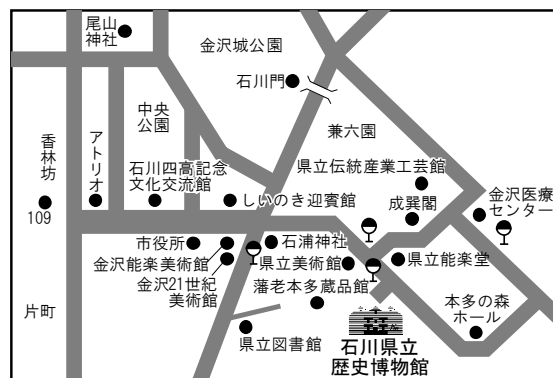 尾山
神社
金沢城公園
石川門
中央
公園
兼六園
香林坊
アトリオ
石川四高記念
文化交流館
県立伝統産業工芸館
金沢医療
センター
成巽閣
しいのき迎賓館
109
市役所
石浦神社
金沢能楽美術館
県立美術館
県立能楽堂
金沢21世紀
美術館
藩老本多蔵品館
片町
本多の森
ホール
県立図書館
石川県立
歴史博物館